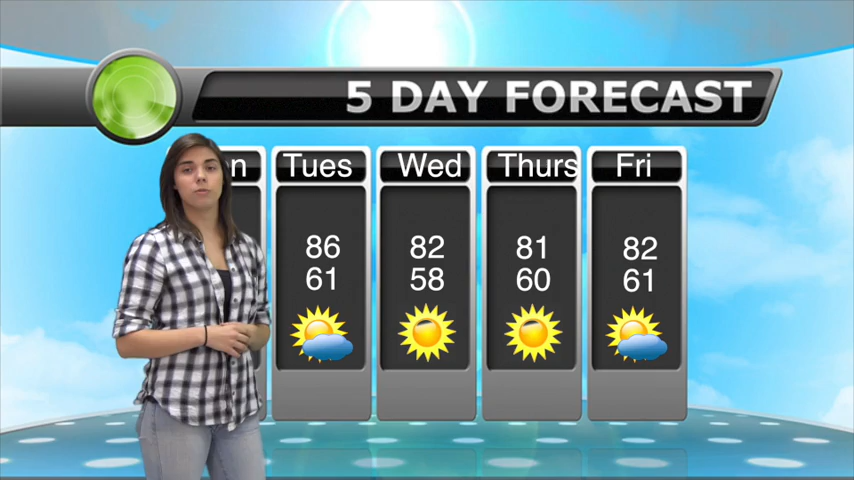 5 DAY FORECAST
n Tues Wed Thurs Fri
86 82 81 82
61 58 60 61